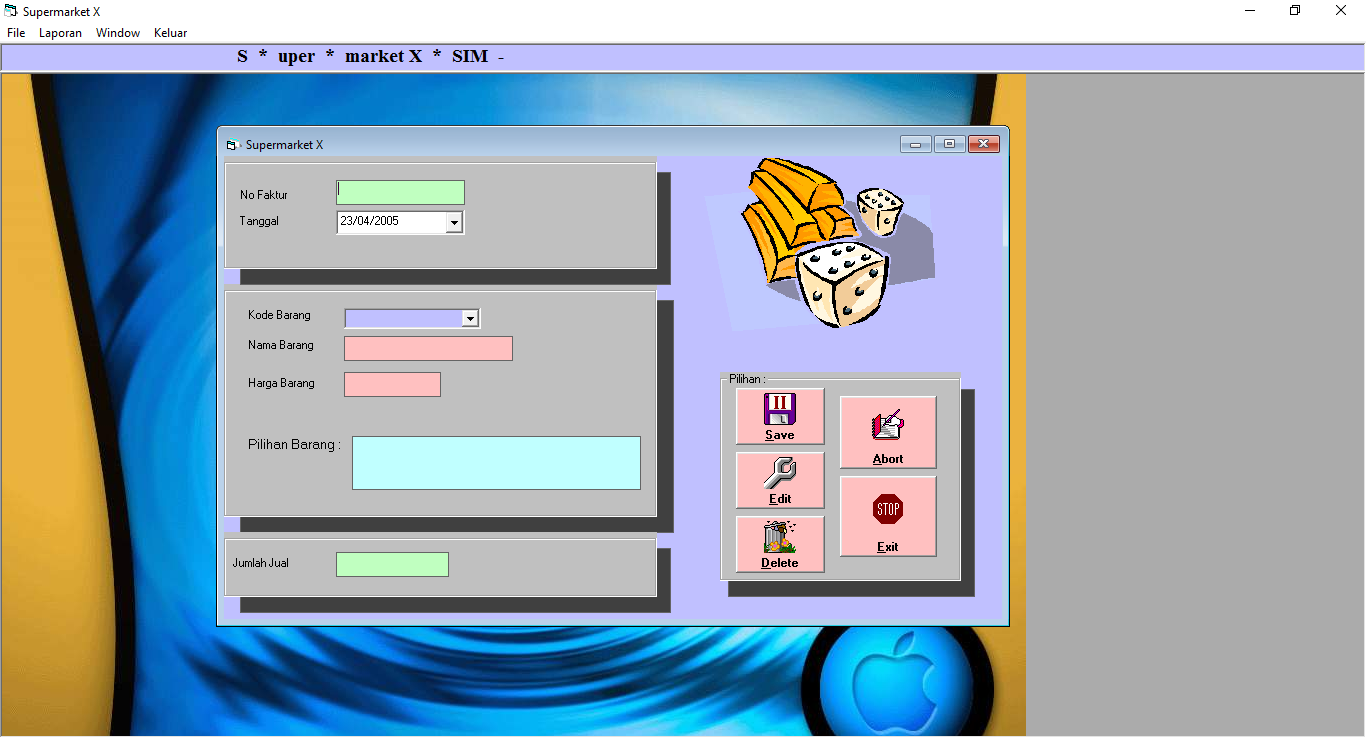 Supermarket X
File Laporan Window Keluar
S * uper * market X * SIM -
Supermarket X
No Faktur
Tanggal 23/04/2005
Kode Barang
Nama Barang
Harga Barang
Pilihan Barang :
Jumlah Jual
Pilihan :
Save
Abort
Edit
STOP
Exit
Delete